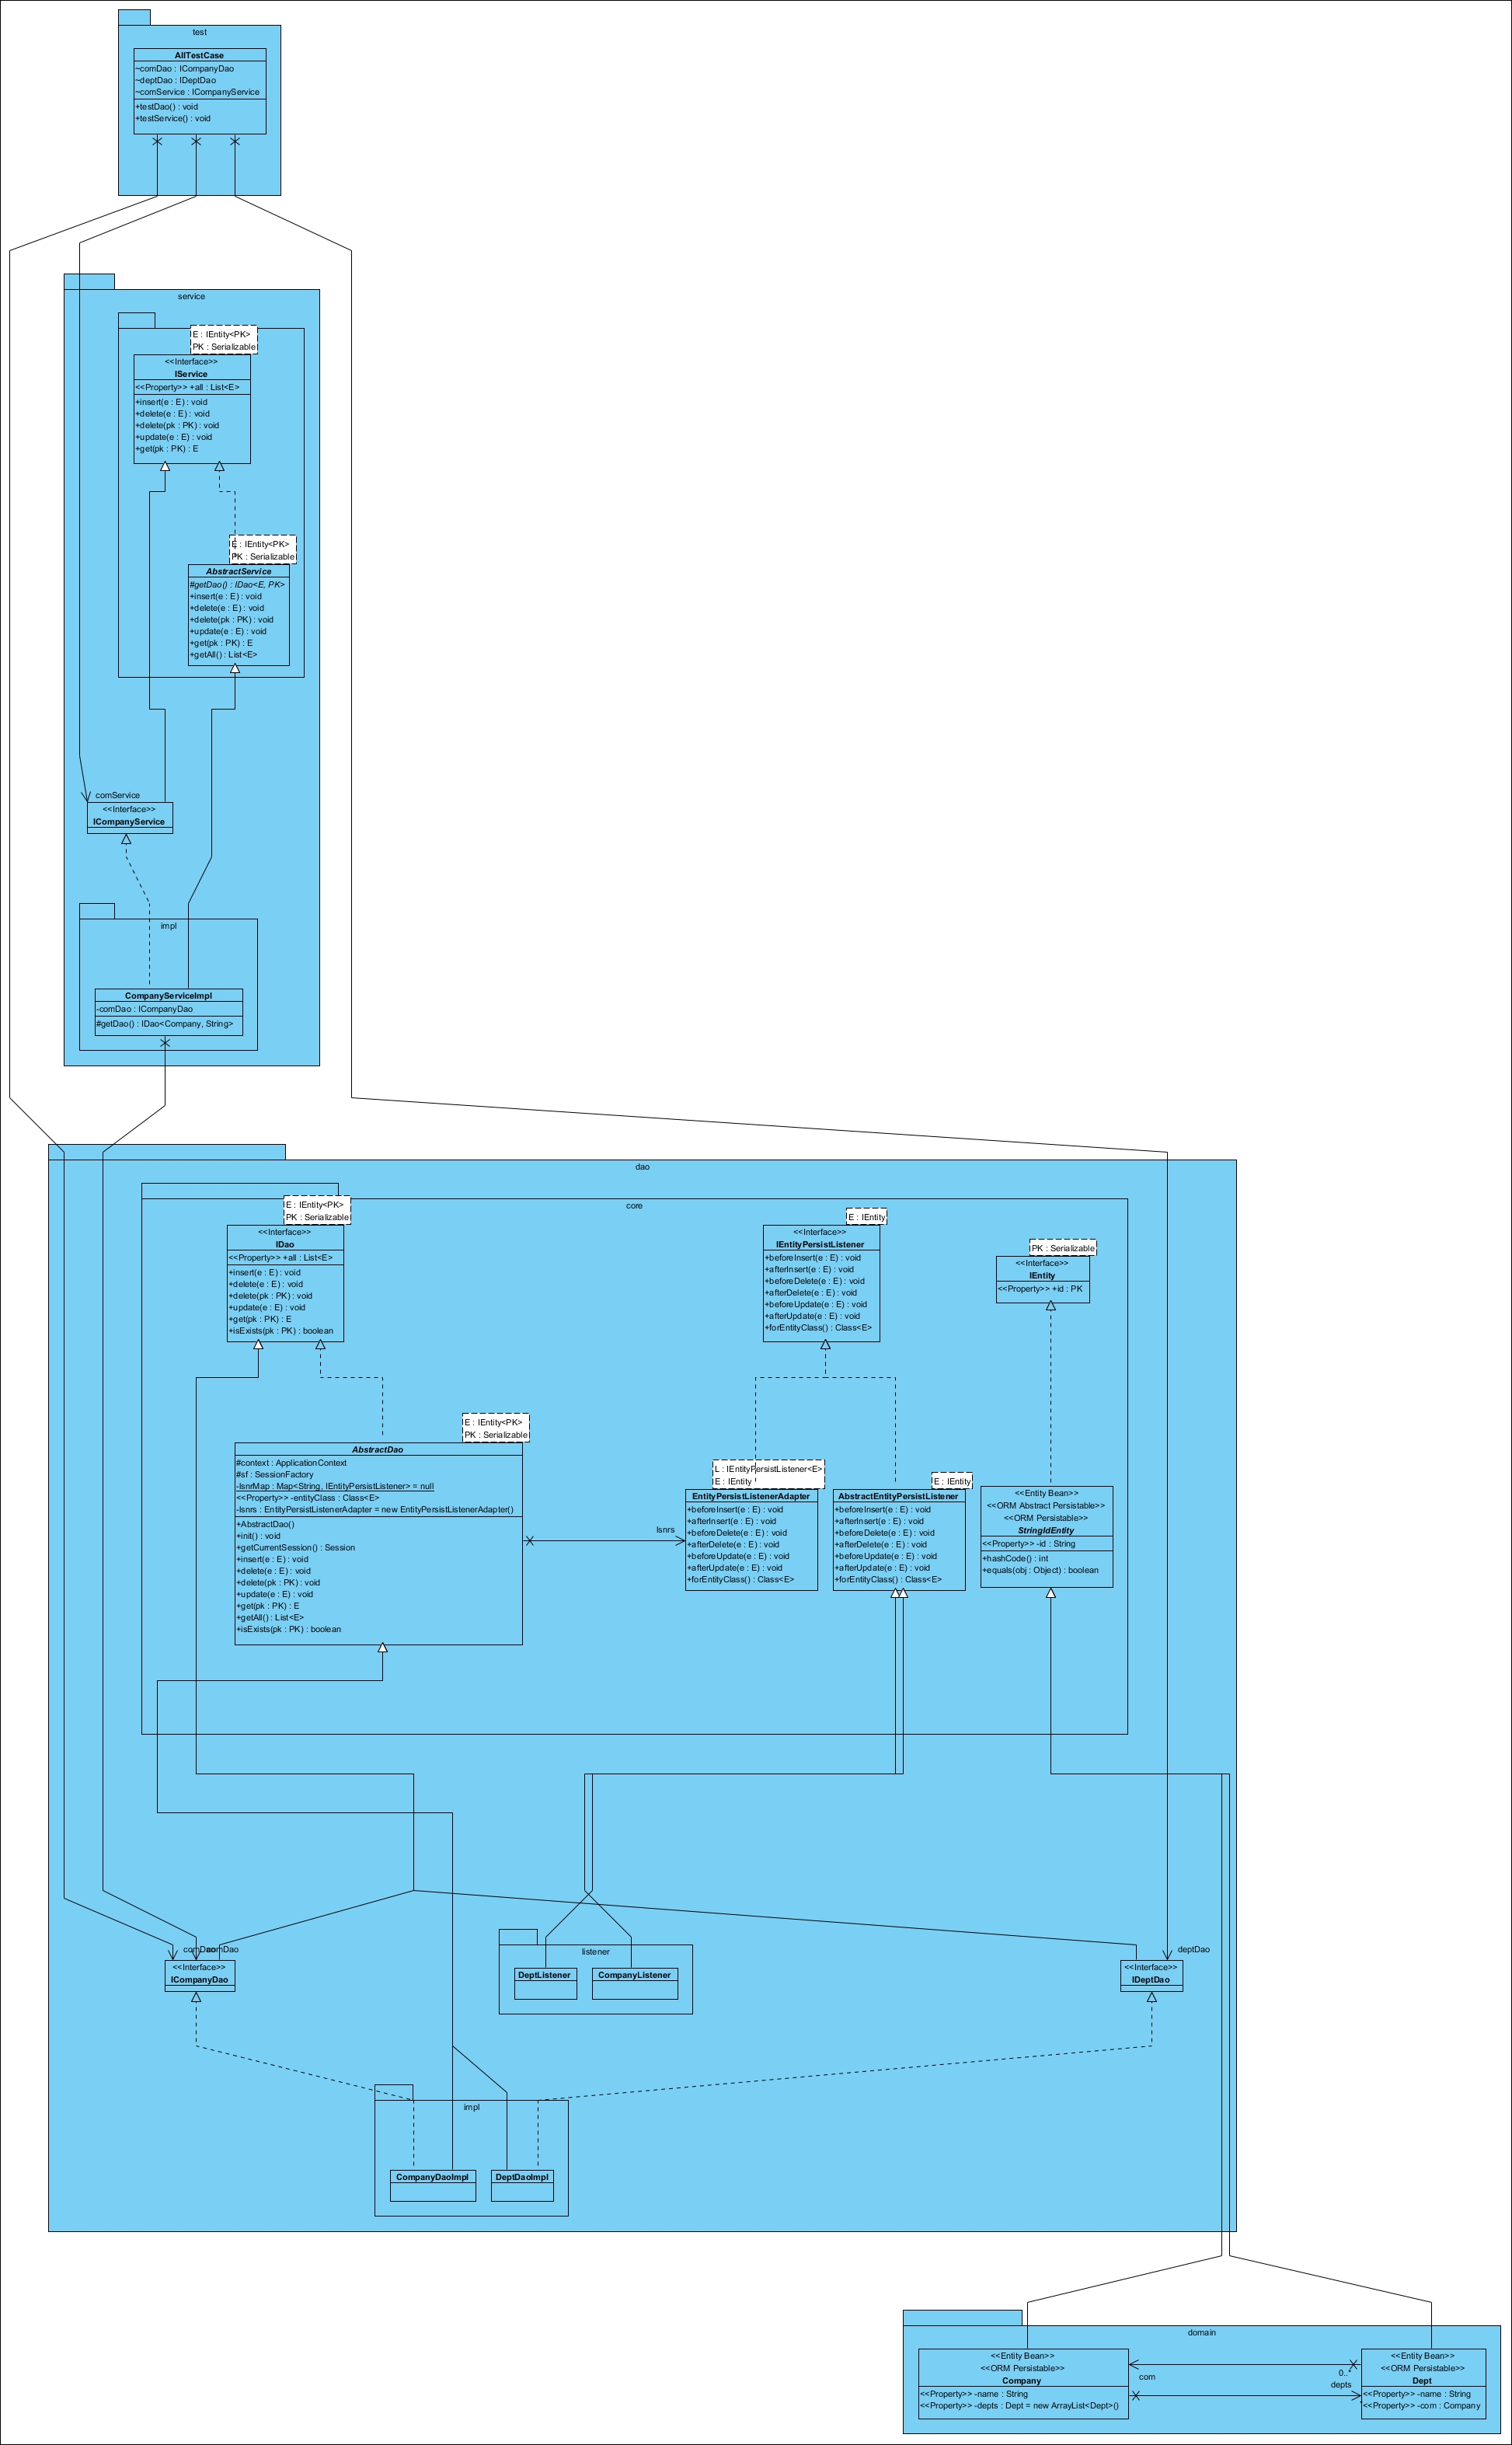 test
AllTestCase
~comDao : ICompanyDao
~deptDao : IDeptDao
~comService : ICompanyService
+testDao() : void
+testService() : void
service
E : IEntity<PK>
PK : Serializable
<<Interface>>
IService
<<Property>> +all : List<E>
+insert(e : E) : void
+delete(e : E) : void
+delete(pk : PK) : void
+update(e : E) : void
+get(pk : PK) : E
E : IEntity<PK>
PK : Serializable
AbstractService
#getDao() : IDao<E, PK>
+insert(e : E) : void
+delete(e : E) : void
+delete(pk : PK) : void
+update(e : E) : void
+get(pk : PK) : E
+getAll() : List<E>
comService
<<Interface>>
ICompanyService
impl
CompanyServiceImpl
-comDao : ICompanyDao
#getDao() : IDao<Company, String>
dao
core
E : IEntity<PK>
PK : Serializable
<<Interface>>
IDao
<<Property>> +all : List<E>
+insert(e : E) : void
+delete(e : E) : void
+delete(pk : PK) : void
+update(e : E) : void
+get(pk : PK) : E
+isExists(pk : PK) : boolean
E : IEntity
<<Interface>>
IEntityPersistListener
+beforeInsert(e : E) : void
+afterInsert(e : E) : void
+beforeDelete(e : E) : void
+afterDelete(e : E) : void
+beforeUpdate(e : E) : void
+afterUpdate(e : E) : void
+forEntityClass() : Class<E>
PK : Serializable
<<Interface>>
IEntity
<<Property>> +id : PK
E : IEntity<PK>
PK : Serializable
AbstractDao
#context : ApplicationContext
#sf : SessionFactory
-lsnrMap : Map<String, IEntityPersistListener> = null
<<Property>> -entityClass : Class<E>
-lsnrs : EntityPersistListenerAdapter = new EntityPersistListenerAdapter()
+AbstractDao()
+init() : void
+getCurrentSession() : Session
+insert(e : E) : void
+delete(e : E) : void
+delete(pk : PK) : void
+update(e : E) : void
+get(pk : PK) : E
+getAll() : List<E>
+isExists(pk : PK) : boolean
lsnrs
L : IEntityPersistListener<E>
E : IEntity
EntityPersistListenerAdapter
+beforeInsert(e : E) : void
+afterInsert(e : E) : void
+beforeDelete(e : E) : void
+afterDelete(e : E) : void
+beforeUpdate(e : E) : void
+afterUpdate(e : E) : void
+forEntityClass() : Class<E>
E : IEntity
AbstractEntityPersistListener
+beforeInsert(e : E) : void
+afterInsert(e : E) : void
+beforeDelete(e : E) : void
+afterDelete(e : E) : void
+beforeUpdate(e : E) : void
+afterUpdate(e : E) : void
+forEntityClass() : Class<E>
<<Entity Bean>>
<<ORM Abstract Persistable>>
<<ORM Persistable>>
StringIdEntity
<<Property>> -id : String
+hashCode() : int
+equals(obj : Object) : boolean
comDao
comDao
<<Interface>>
ICompanyDao
listener
DeptListener
CompanyListener
deptDao
<<Interface>>
IDeptDao
impl
CompanyDaoImpl
DeptDaoImpl
domain
<<Entity Bean>>
<<ORM Persistable>>
Company
<<Property>> -name : String
<<Property>> -depts : Dept = new ArrayList<Dept>()
com
0..*
depts
<<Entity Bean>>
<<ORM Persistable>>
Dept
<<Property>> -name : String
<<Property>> -com : Company